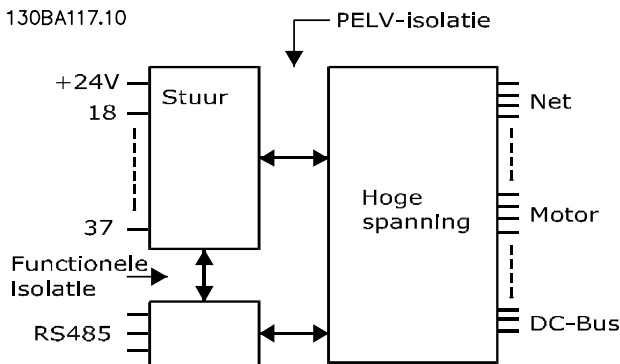 130BA117.10
PELV-isolatie
+24V
Stuur
18
Net
Hoge
spanning
Motor
37
Functionele
isolatie
RS485
DC-Bus